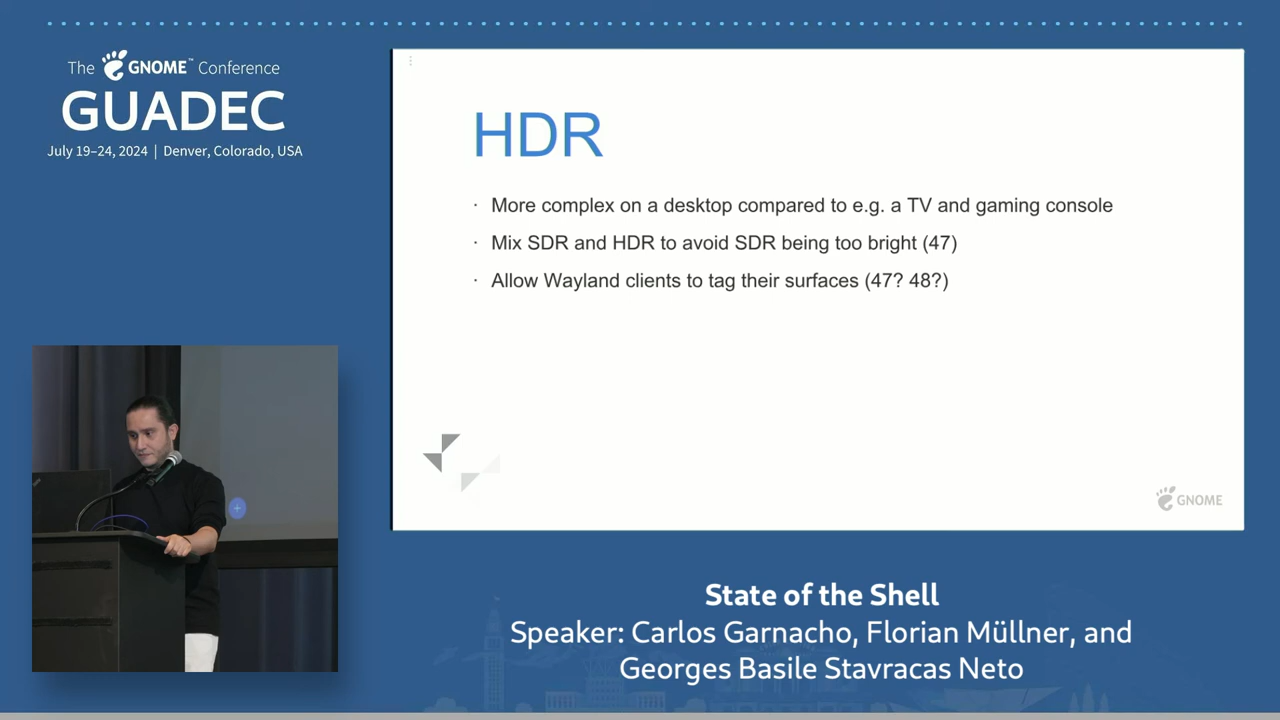 The GNOME™ Conference
GUADEC
July 19–24, 2024 | Denver, Colorado, USA
HDR
· More complex on a desktop compared to e.g. a TV and gaming console
· Mix SDR and HDR to avoid SDR being too bright (47)
· Allow Wayland clients to tag their surfaces (47? 48?)
GNOME
State of the Shell
Speaker: Carlos Garnacho, Florian Müllner, and
Georges Basile Stavracas Neto